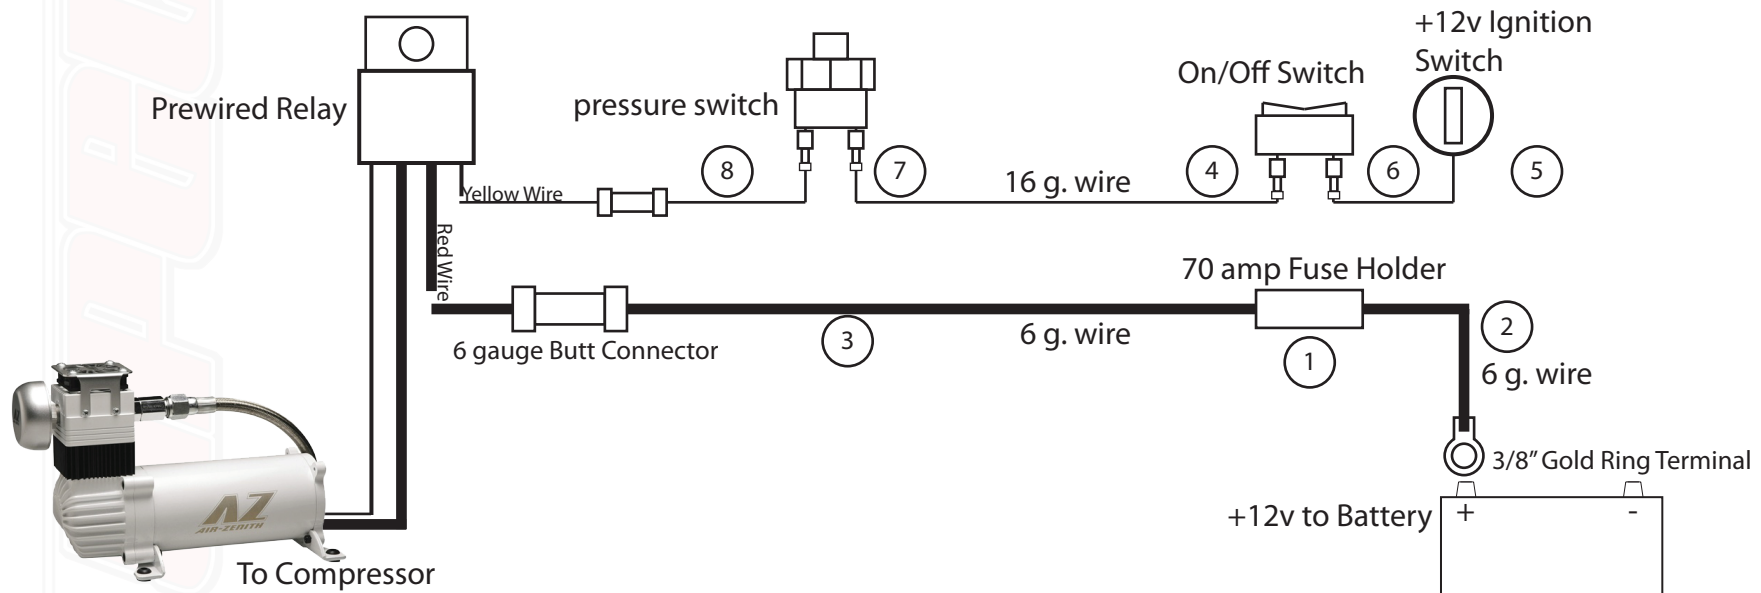 +12v Ignition
Switch
On/Off Switch
Prewired Relay
pressure switch
8
7
16 g. wire
4
6
5
Yellow Wire
Red Wire
70 amp Fuse Holder
6 gauge Butt Connector
3
6 g. wire
1
2
6 g. wire
3/8" Gold Ring Terminal
+12v to Battery
+
-
AZ
AIR-ZENITH
To Compressor